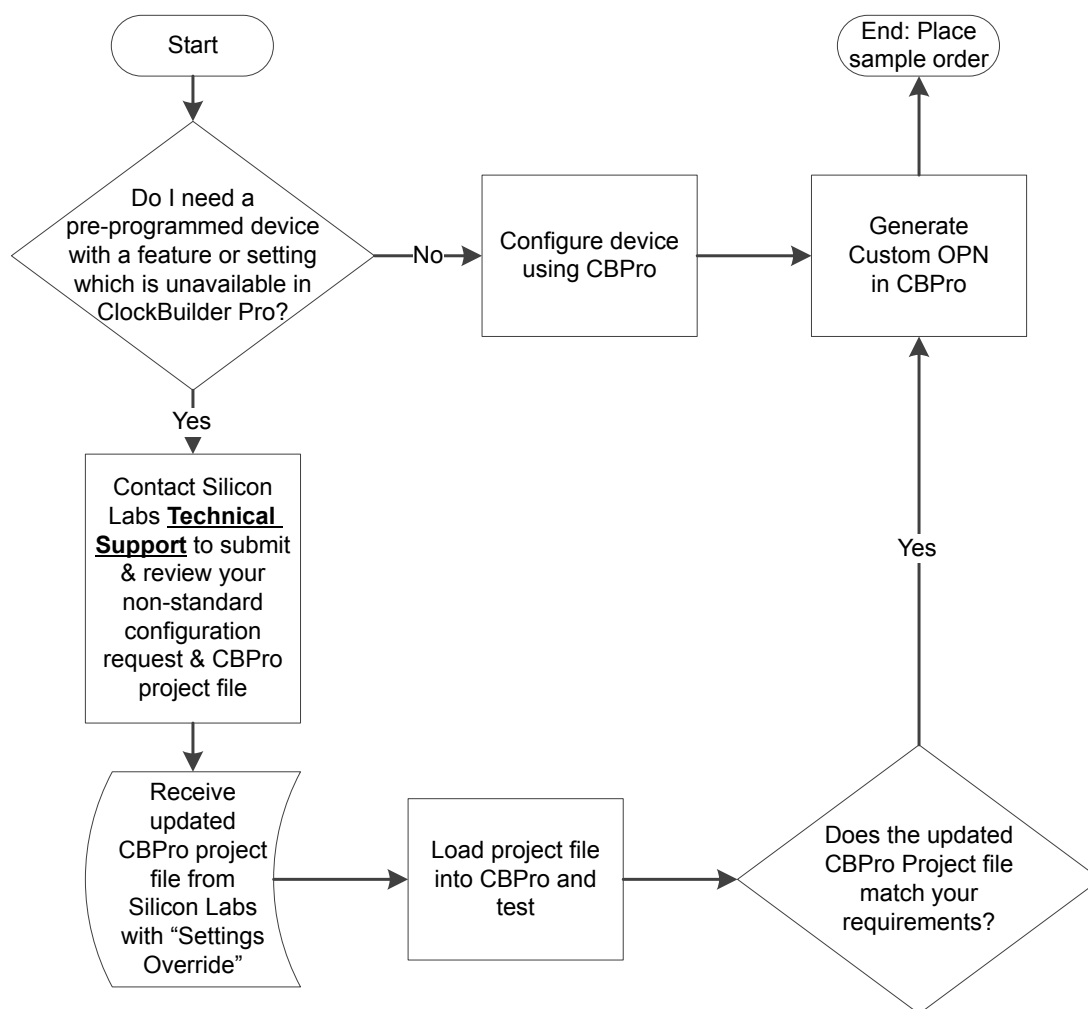 Start
End: Place
sample order
Do I need a
pre-programmed device
with a feature or setting
which is unavailable in
ClockBuilder Pro?
No
Configure device
using CBPro
Generate
Custom OPN
in CBPro
Yes
Contact Silicon
Labs Technical
Support to submit
& review your
non-standard
configuration
request & CBPro
project file
Yes
Receive
updated
CBPro project
file from
Silicon Labs
with “Settings
Override”
Load project file
into CBPro and
test
Does the updated
CBPro Project file
match your
requirements?